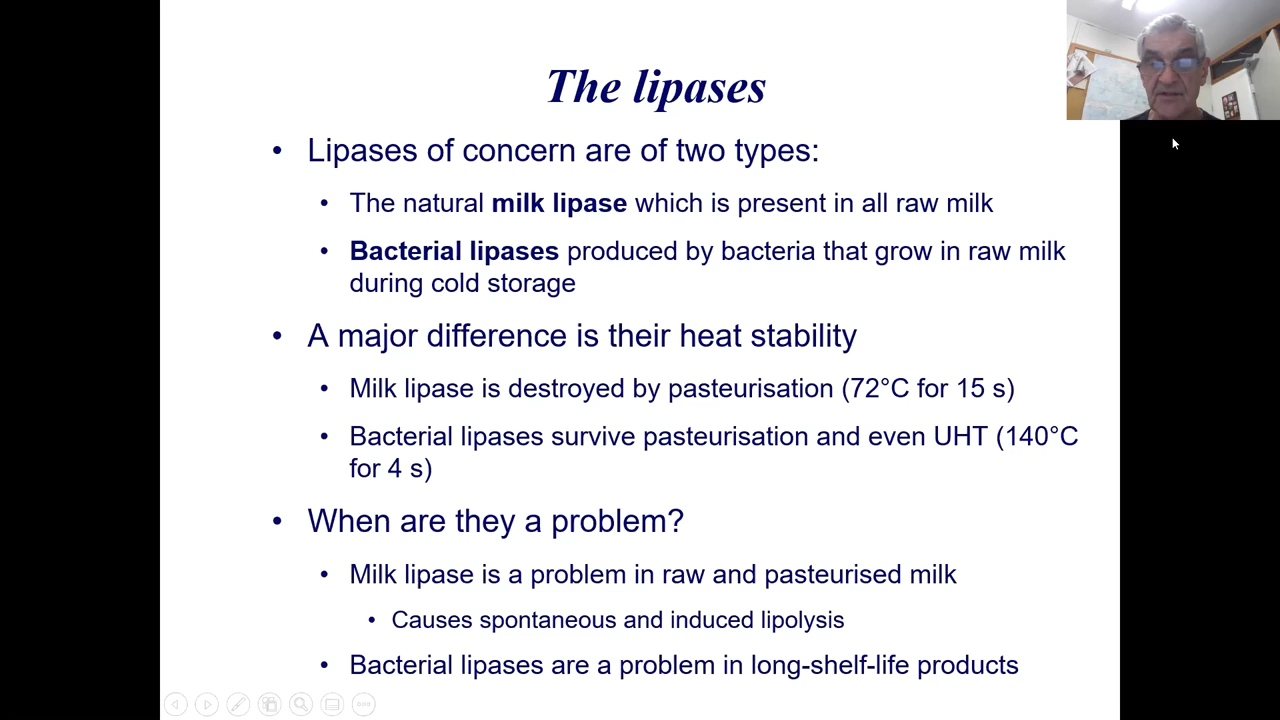 The lipases
• Lipases of concern are of two types:
• The natural milk lipase which is present in all raw milk
• Bacterial lipases produced by bacteria that grow in raw milk
during cold storage
• A major difference is their heat stability
• Milk lipase is destroyed by pasteurisation (72°C for 15 s)
• Bacterial lipases survive pasteurisation and even UHT (140°C
for 4 s)
• When are they a problem?
• Milk lipase is a problem in raw and pasteurised milk
• Causes spontaneous and induced lipolysis
• Bacterial lipases are a problem in long-shelf-life products